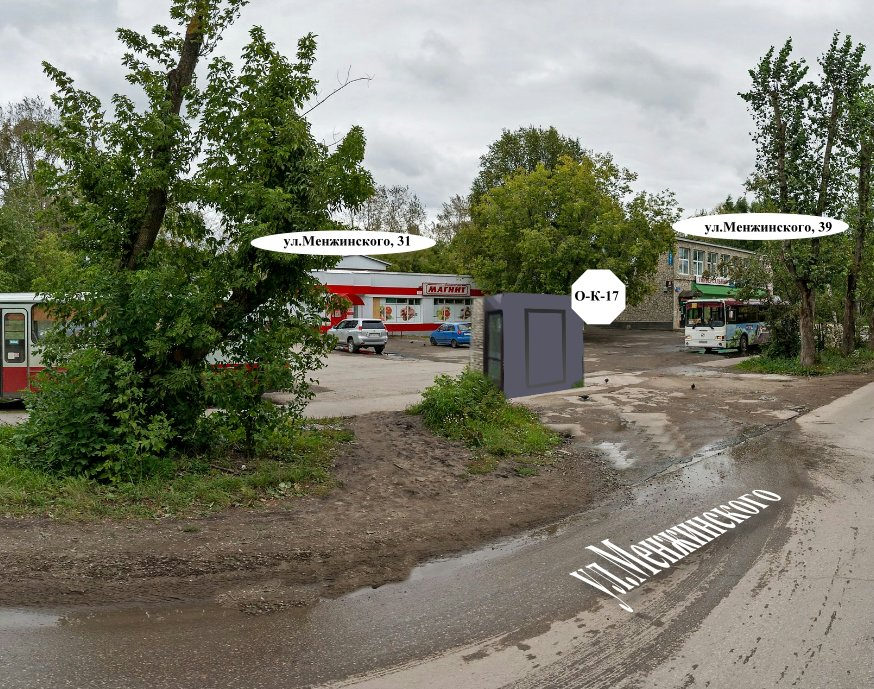 ул.Менжинского, 39
ул.Менжинского, 31
МАГНИТ
О-К-17
ул.Менжинского